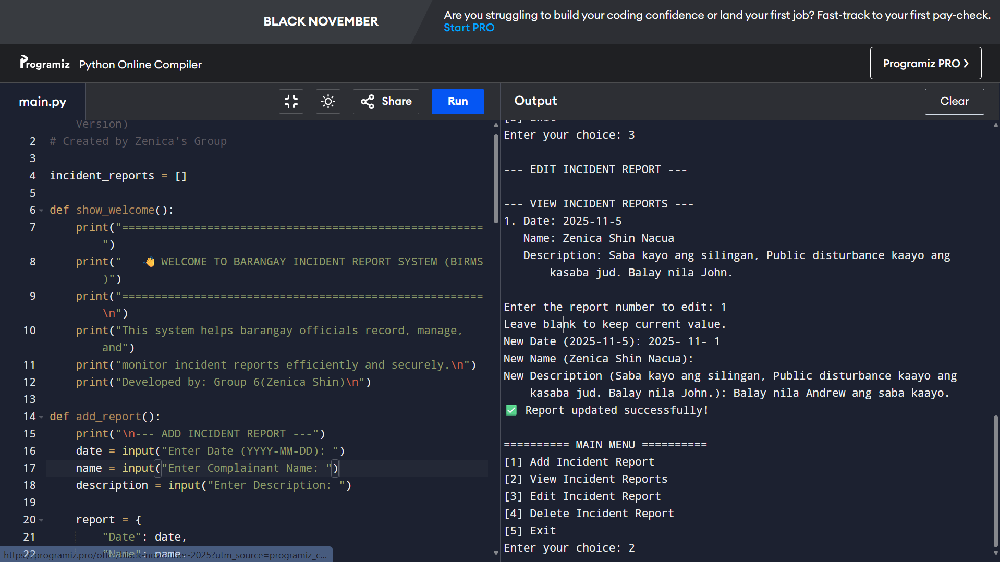 BLACK NOVEMBER
Are you struggling to build your coding confidence or land your first job? Fast-track to your first pay-check.
Start PRO
Programiz
Python Online Compiler
Programiz PRO ❯
main.py
Share
Run
Version)
2 # Created by Zenica's Group
3
4 incident_reports = []
5
6 def show_welcome():
7 print("=======================================================
")
8 print("   👋 WELCOME TO BARANGAY INCIDENT REPORT SYSTEM (BIRMS
)")
9 print("=======================================================
\n")
10 print("This system helps barangay officials record, manage,
and")
11 print("monitor incident reports efficiently and securely.\n")
12 print("Developed by: Group 6(Zenica Shin)\n")
13
14 def add_report():
15 print("\n--- ADD INCIDENT REPORT ---")
16 date = input("Enter Date (YYYY-MM-DD): ")
17 name = input("Enter Complainant Name: ")
18 description = input("Enter Description: ")
19
20 report = {
21 "Date": date,
22 "Name": name,
https://programiz.pro/offer/black-november-2025?utm_source=programiz_c...
Output
Clear
[5] Exit
Enter your choice: 3
--- EDIT INCIDENT REPORT ---
--- VIEW INCIDENT REPORTS ---
1. Date: 2025-11-5
Name: Zenica Shin Nacua
Description: Saba kayo ang silingan, Public disturbance kaayo ang
kasaba jud. Balay nila John.
Enter the report number to edit: 1
Leave blank to keep current value.
New Date (2025-11-5): 2025- 11- 1
New Name (Zenica Shin Nacua):
New Description (Saba kayo ang silingan, Public disturbance kaayo ang
kasaba jud. Balay nila John.): Balay nila Andrew ang saba kaayo.
✅ Report updated successfully!
========== MAIN MENU ==========
[1] Add Incident Report
[2] View Incident Reports
[3] Edit Incident Report
[4] Delete Incident Report
[5] Exit
Enter your choice: 2